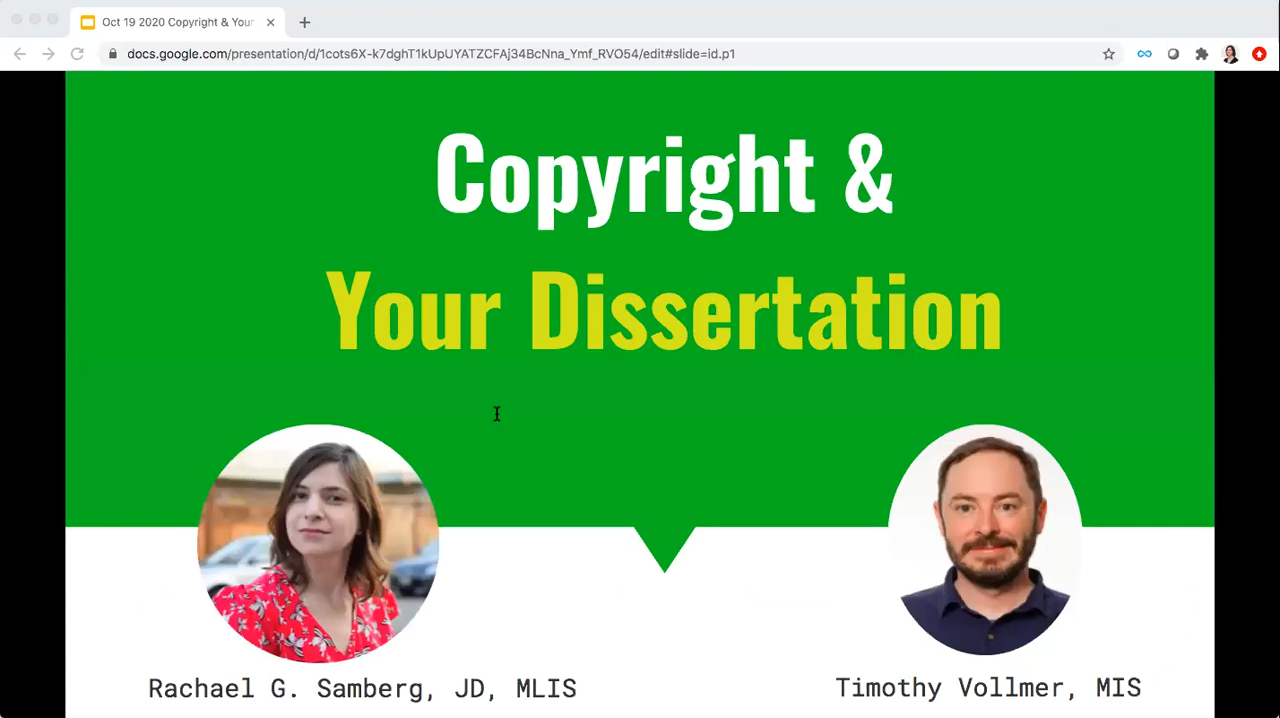 Oct 19 2020 Copyright & Your
docs.google.com/presentation/d/1cots6X-k7dghT1kUpUYATZCFAj34BcNna_Ymf_RVO54/edit#slide=id.p1
Copyright &
Your Dissertation
Rachael G. Samberg, JD, MLIS
Timothy Vollmer, MIS